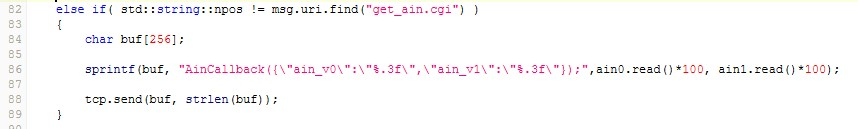 82 else if( std::string::npos != msg.uri.find("get_ain.cgi") )
83 {
84 char buf[256];
85
86 sprintf(buf, "AinCallback({\"ain_v0\":\"%.3f\",\"ain_v1\":\"%.3f\"});",ain0.read()*100, ain1.read()*100);
87
88 tcp.send(buf, strlen(buf));
89 }
90